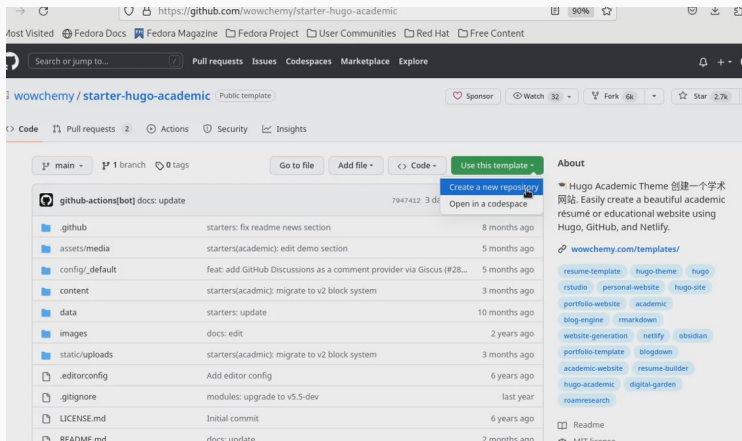 https://github.com/wowchemy/starter-hugo-academic
90%
Most Visited Fedora Docs Fedora Magazine Fedora Project User Communities Red Hat Free Content
Search or jump to... / Pull requests Issues Codespaces Marketplace Explore
wowchemy / starter-hugo-academic Public template
Sponsor Watch 32 Fork 6k Star 2.7k
Code Pull requests 2 Actions Security Insights
main 1 branch 0 tags Go to file Add file Code Use this template
Create a new repository
Open in a codespace
github-actions[bot] docs: update 7947412 3 da
.github starters: fix readme news section 8 months ago
assets/media starters(academic): edit demo section 5 months ago
config/_default feat: add GitHub Discussions as a comment provider via Giscus (#28... 5 months ago
content starters(acadmic): migrate to v2 block system 3 months ago
data starters: update 10 months ago
images docs: edit 2 years ago
static/uploads starters(acadmic): migrate to v2 block system 3 months ago
.editorconfig Add editor config 6 years ago
.gitignore modules: upgrade to v5.5-dev last year
LICENSE.md Initial commit 6 years ago
README.md docs: update 2 months ago
About
Hugo Academic Theme 创建一个学术
网站. Easily create a beautiful academic
résumé or educational website using
Hugo, GitHub, and Netlify.
wowchemy.com/templates/
resume-template hugo-theme hugo
rstudio personal-website hugo-site
portfolio-website academic
blog-engine rmarkdown
website-generation netlify obsidian
portfolio-template blogdown
academic-website resume-builder
hugo-academic digital-garden
roamresearch
Readme
MIT license